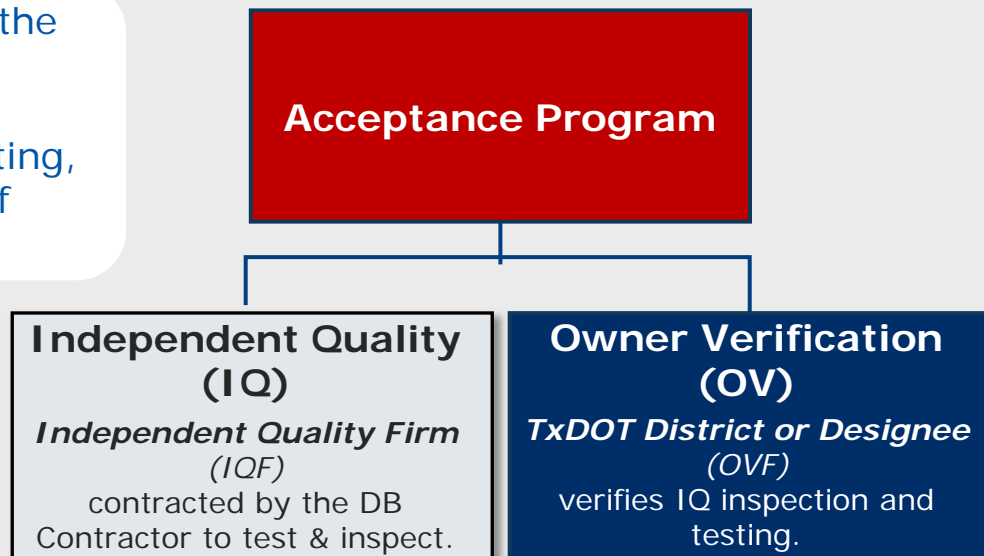 the
ting,
f
Acceptance Program
Independent Quality
(IQ)
Independent Quality Firm
(IQF)
contracted by the DB
Contractor to test & inspect.
Owner Verification
(OV)
TxDOT District or Designee
(OVF)
verifies IQ inspection and
testing.